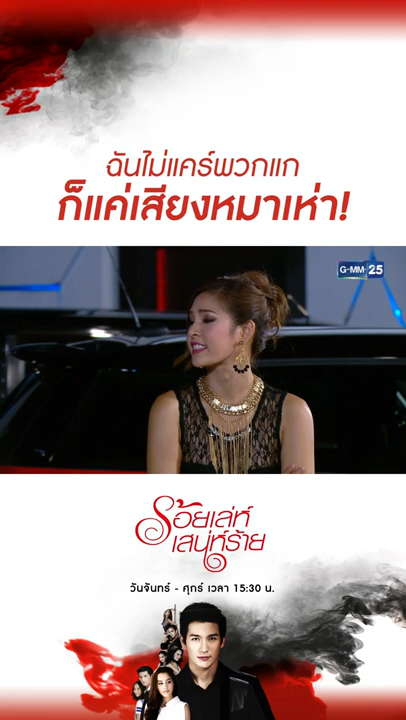 ฉันไม่แคร์พวกแก
ก็แค่เสียงหมาเห่า!
G-MM 25
ร้อยเล่ห์
เสน่ห์ร้าย
วันจันทร์ - ศุกร์ เวลา 15:30 น.